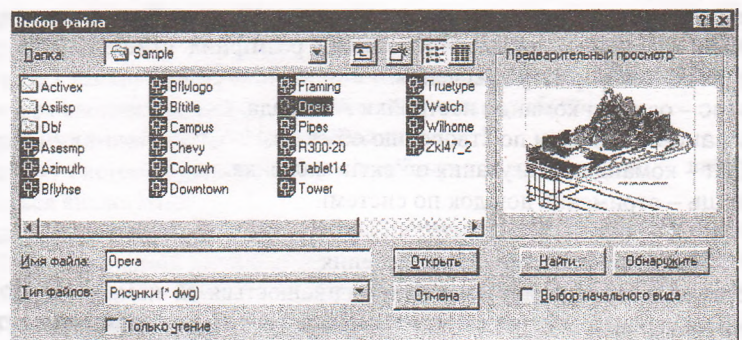 Выбор файла
Папка: Sample
Предварительный просмотр
Activex Bflylogo Framing Truetype
Asilisp Bftitle Opera Watch
Dbf Campus Pipes Wilhome
Asesmp Chevy R300-20 Zkl47_2
Azimuth Colorwh Tablet14
Bflyhse Downtown Tower
Имя файла: Opera Открыть Найти... Обнаружить
Тип файлов: Рисунки (*.dwg) Отмена Выбор начального вида
Только чтение